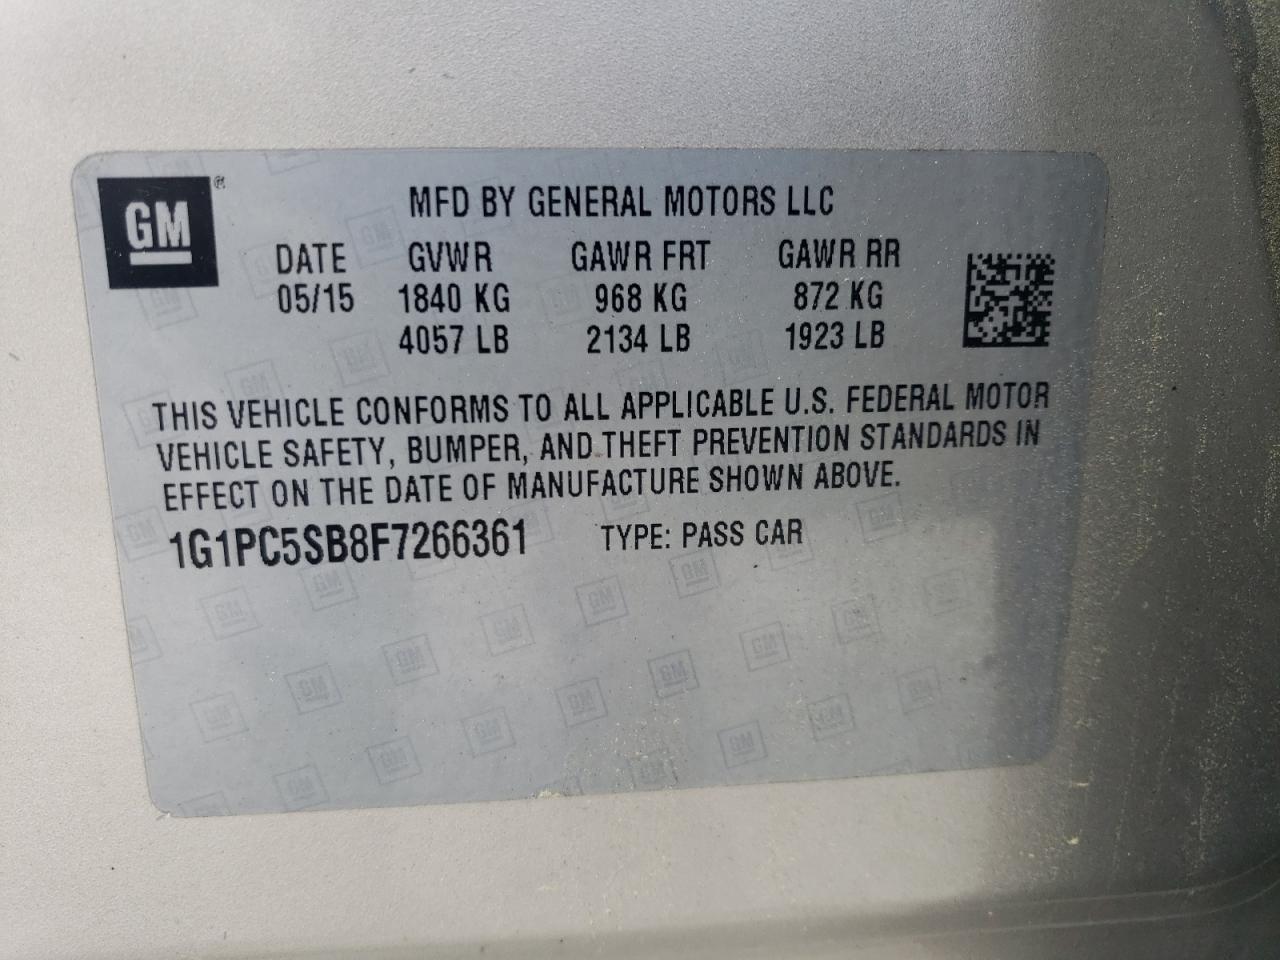 GM®
MFD BY GENERAL MOTORS LLC
DATE GVWR GAWR FRT GAWR RR
05/15 1840 KG 968 KG 872 KG
4057 LB 2134 LB 1923 LB
THIS VEHICLE CONFORMS TO ALL APPLICABLE U.S. FEDERAL MOTOR
VEHICLE SAFETY, BUMPER, AND THEFT PREVENTION STANDARDS IN
EFFECT ON THE DATE OF MANUFACTURE SHOWN ABOVE.
1G1PC5SB8F7266361 TYPE: PASS CAR